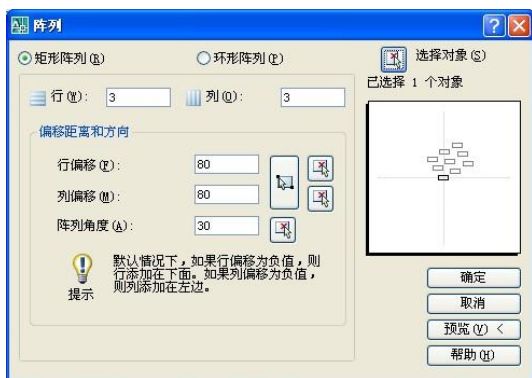 阵列
矩形阵列(R) 环形阵列(P) 选择对象(S)
已选择 1 个对象
行(W): 3 列(O): 3
偏移距离和方向
行偏移(F): 80
列偏移(M): 80
阵列角度(A): 30
默认情况下，如果行偏移为负值，则
行添加在下面。如果列偏移为负值，
则列添加在左边。
提示
确定
取消
预览(V) <
帮助(H)